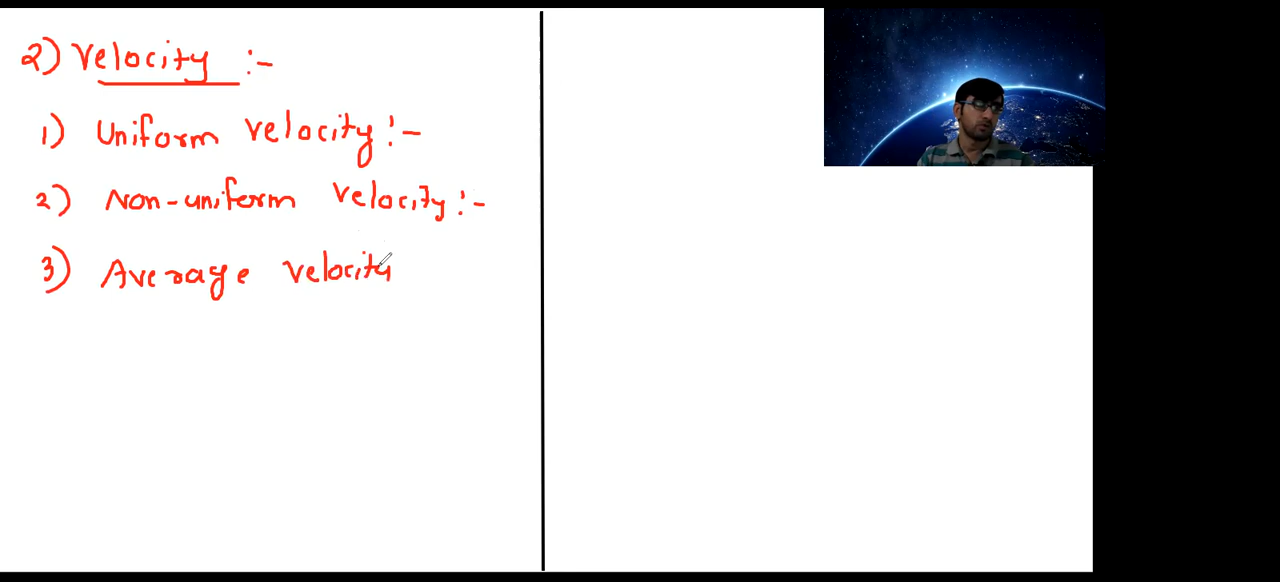 2) Velocity :-
1) Uniform velocity :-
2) Non-uniform velocity :-
3) Average velocity